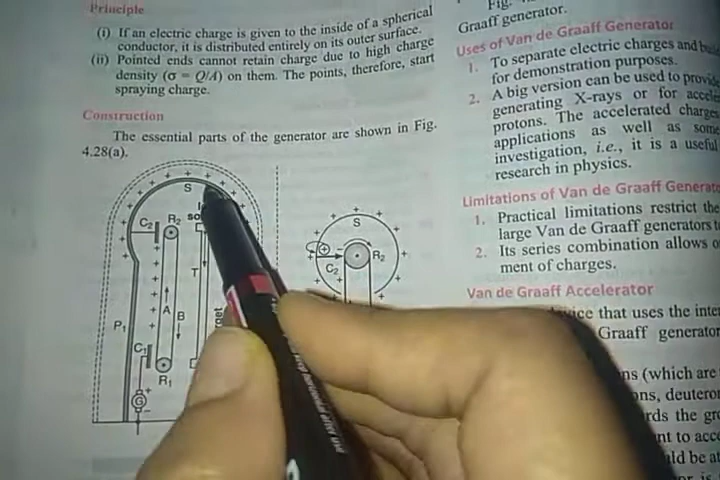 Principle
(i) If an electric charge is given to the inside of a spherical
conductor, it is distributed entirely on its outer surface.
(ii) Pointed ends cannot retain charge due to high charge
density (σ = Q/A) on them. The points, therefore, start
spraying charge.
Construction
The essential parts of the generator are shown in Fig.
4.28(a).
S
C2
R2
T
P1
A
B
C1
R1
G
S
C2
R2
Fig.
Graaff generator.
Uses of Van de Graaff Generator
1. To separate electric charges and
for demonstration purposes.
2. A big version can be used to
generating X-rays or for
protons. The accelerated
applications as well as
investigation, i.e., it is a useful
research in physics.
Limitations of Van de Graaff
1. Practical limitations restrict the
large Van de Graaff generators
2. Its series combination allows
ment of charges.
Van de Graaff Accelerator
that uses the
Graaff generator
(which are